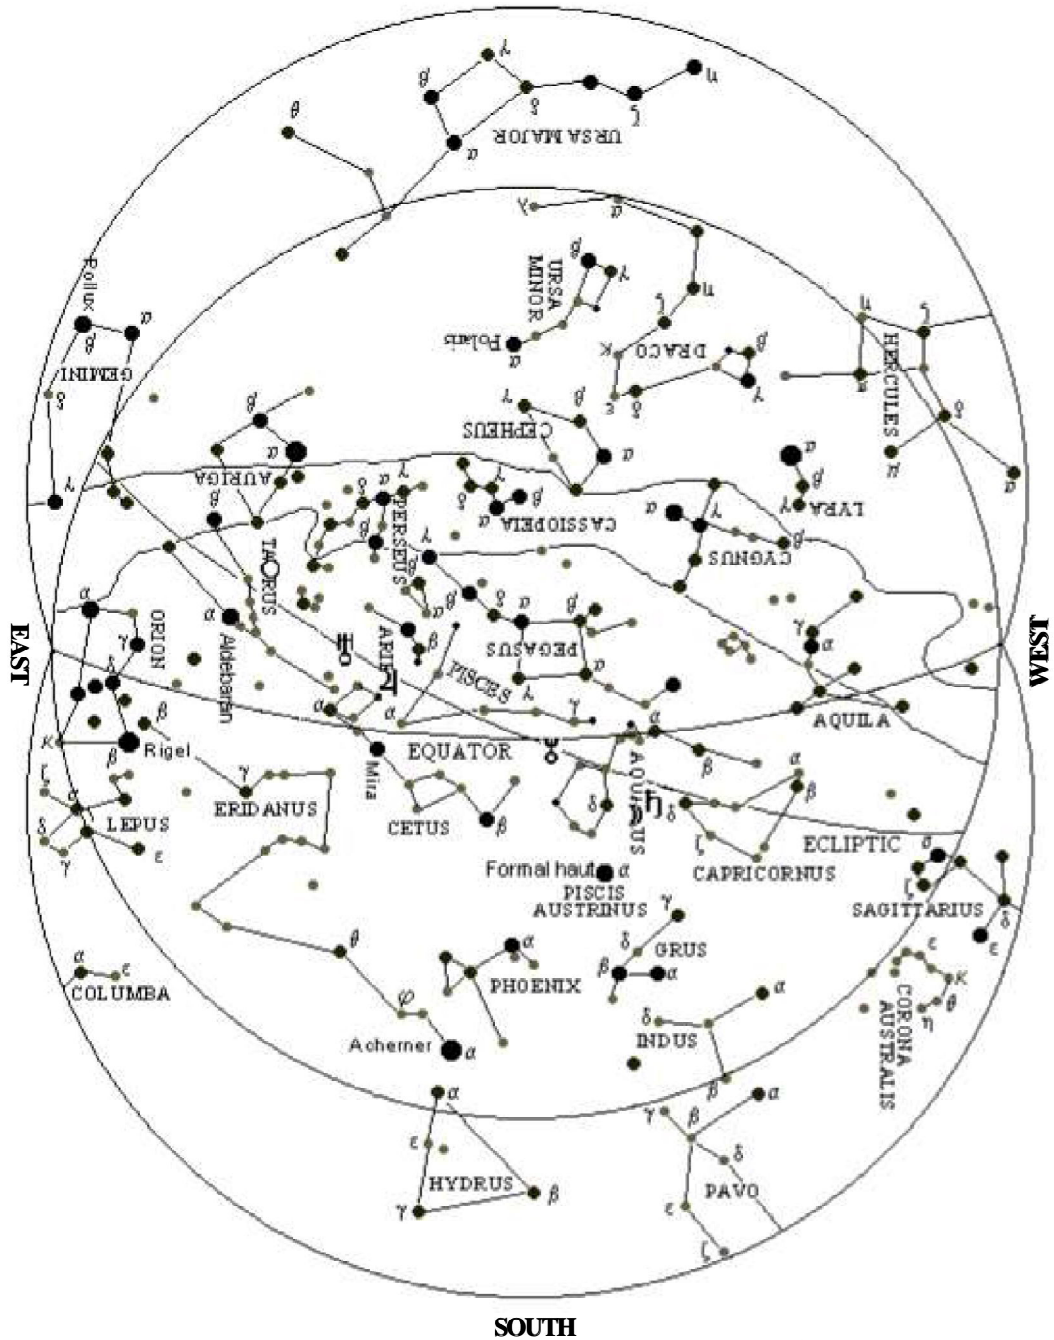 γ
β
η
θ
δ
ζ
URSA MAJOR
α
λ
α
Pollux
β
URSA
MINOR
γ
α
β
η
ζ
η
ζ
HERCULES
Polaris
α
κ
DRACO
β
GEMINI
δ
ε
δ
γ
π
β
γ
β
CEPHEUS
δ
α
α
α
μ
AURIGA
γ
α
γ
δ
β
α
β
δ
γ
β
α
CASSIOPEIA
α
γ
LYRA
β
PERSEUS
γ
γ
CYGNUS
β
TAURUS
β
α
β
α
δ
α
β
EAST
WEST
ORION
γ
α
Aldebaran
ARIES
β
PEGASUS
γ
α
δ
PISCES
γ
α
α
γ
α
AQUILA
κ
β
Rigel
β
EQUATOR
AQUARIUS
β
α
ζ
γ
Mira
β
α
LEPUS
ERIDANUS
CETUS
β
δ
δ
δ
γ
ε
ζ
ECLIPTIC
Formal haut
α
CAPRICORNUS
σ
PISCIS
AUSTRINUS
γ
ζ
SAGITTARIUS
δ
θ
α
δ
GRUS
ε
ε
α
ε
PHOENIX
β
α
κ
COLUMBA
φ
α
θ
η
CORONA
AUSTRALIS
Acherner
α
δ
INDUS
α
β
α
γ
β
ε
δ
HYDRUS
β
PAVO
γ
ε
ζ
SOUTH